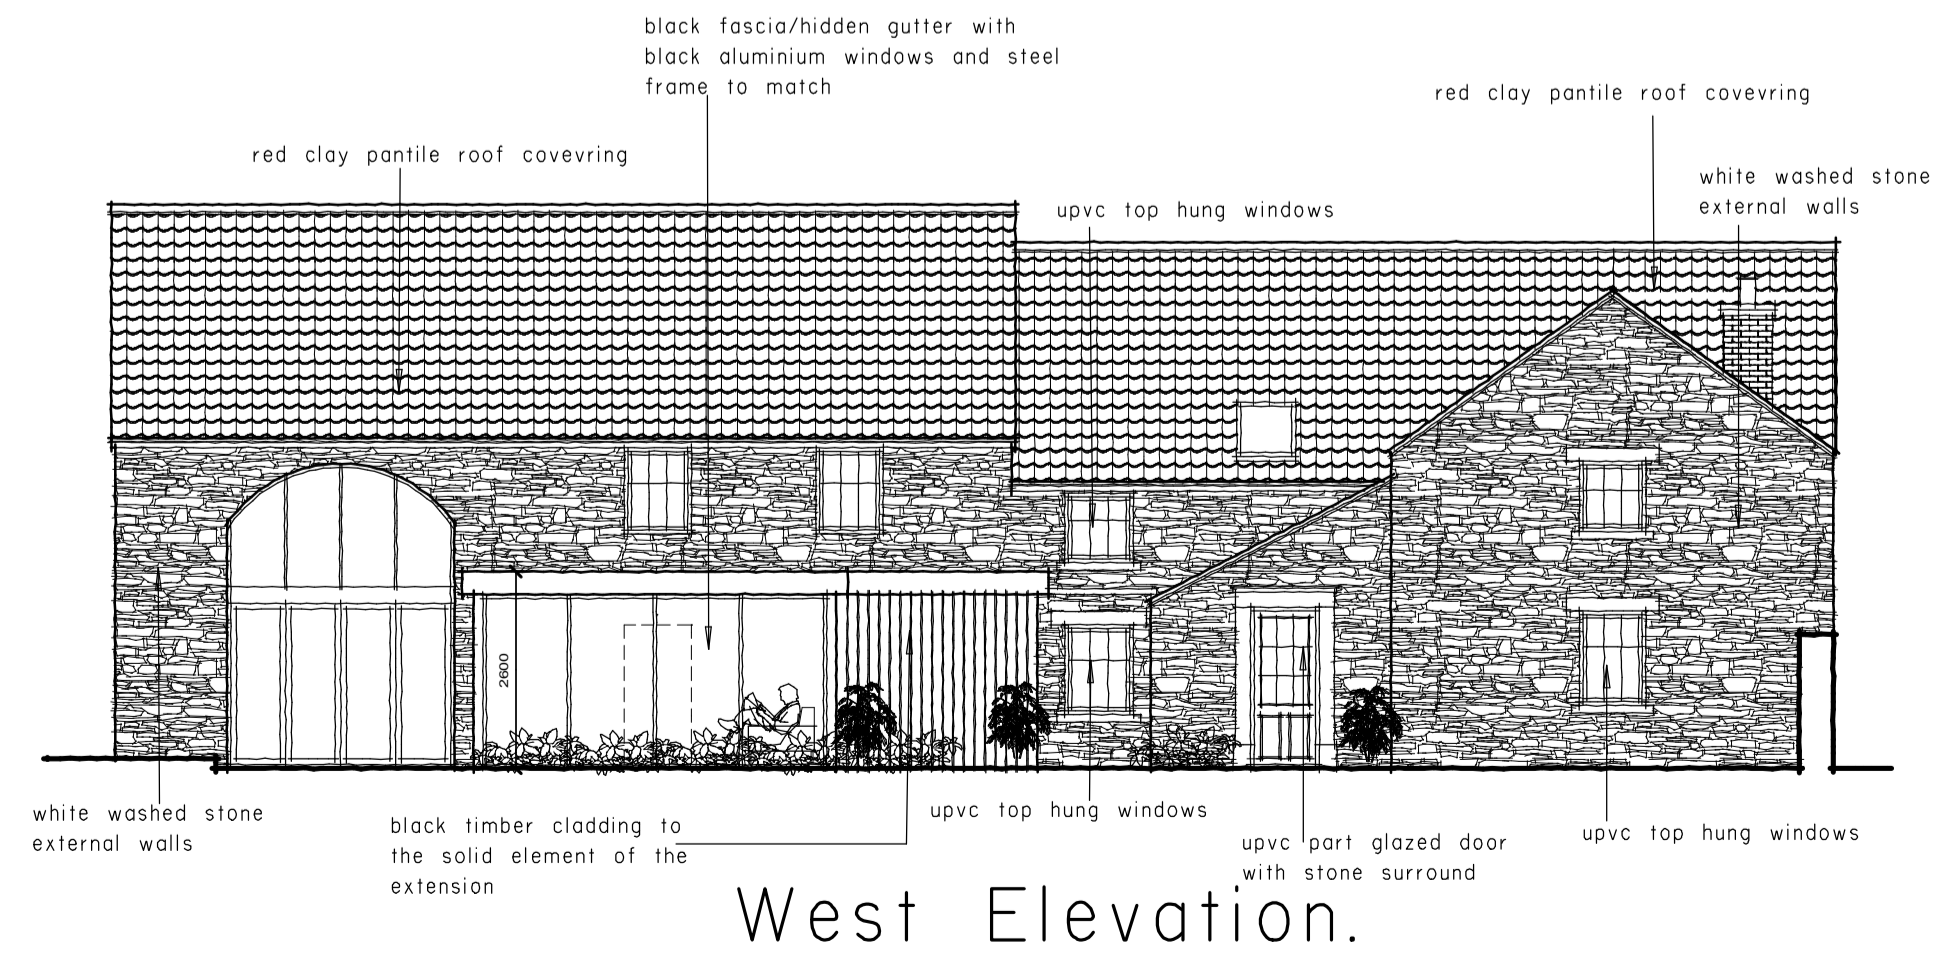 black fascia/hidden gutter with
black aluminium windows and steel
frame to match
red clay pantile roof covevring
red clay pantile roof covevring
white washed stone
external walls
upvc top hung windows
2600
white washed stone
external walls
black timber cladding to
the solid element of the
extension
upvc top hung windows
upvc part glazed door
with stone surround
upvc top hung windows
West Elevation.